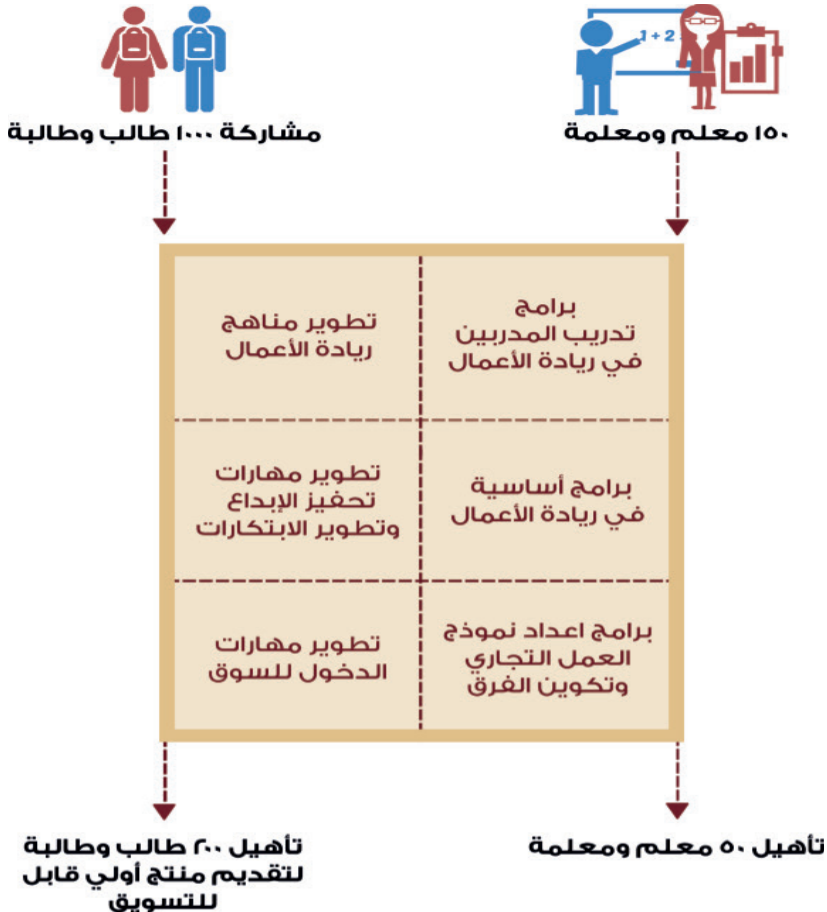 1 + 2
١٥٠ معلم ومعلمة
مشاركة ١٠٠٠ طالب وطالبة
برامج
تدريب المدربين
في ريادة الأعمال
تطوير مناهج
ريادة الأعمال
برامج أساسية
في ريادة الأعمال
تطوير مهارات
تحفيز الإبداع
وتطوير الابتكارات
برامج اعداد نموذج
العمل التجاري
وتكوين الفرق
تطوير مهارات
الدخول للسوق
تأهيل ٥٠ معلم ومعلمة
تأهيل ٢٠٠ طالب وطالبة
لتقديم منتج أولي قابل
للتسويق